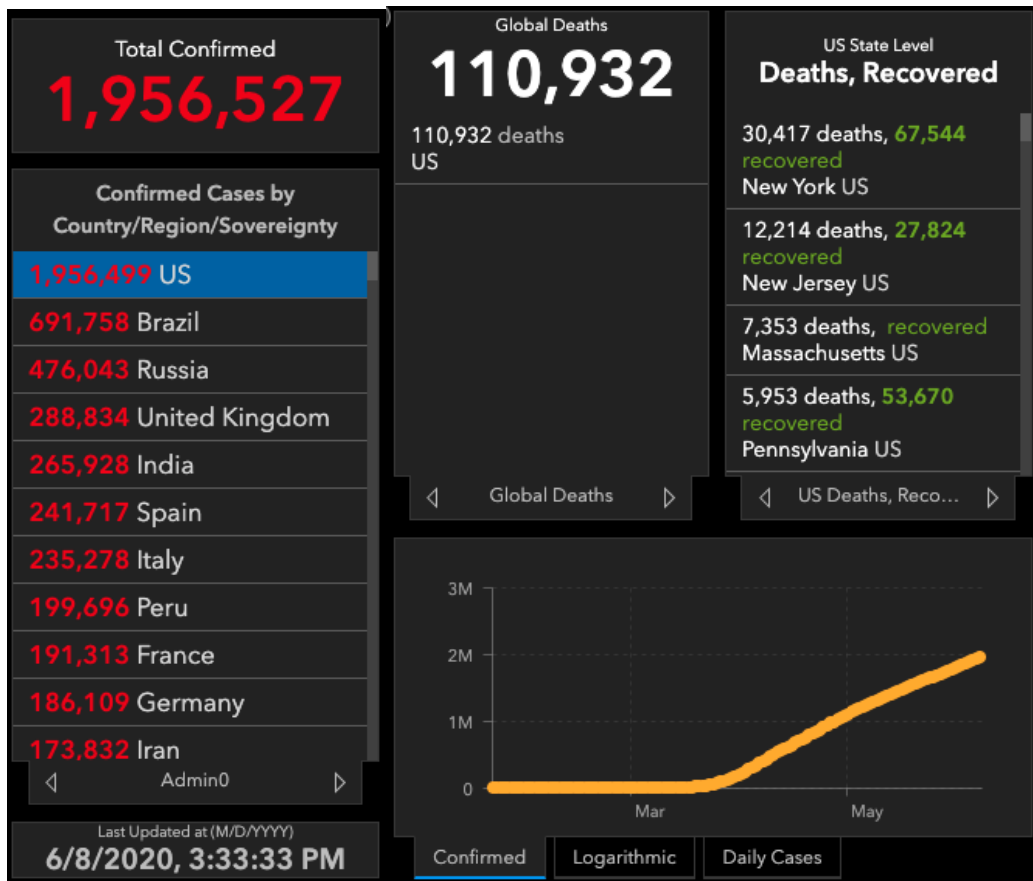 Total Confirmed
1,956,527
Confirmed Cases by
Country/Region/Sovereignty
1,956,499 US
691,758 Brazil
476,043 Russia
288,834 United Kingdom
265,928 India
241,717 Spain
235,278 Italy
199,696 Peru
191,313 France
186,109 Germany
173,832 Iran
Admin0
Last Updated at (M/D/YYYY)
6/8/2020, 3:33:33 PM
Global Deaths
110,932
110,932 deaths
US
Global Deaths
US State Level
Deaths, Recovered
30,417 deaths, 67,544
recovered
New York US
12,214 deaths, 27,824
recovered
New Jersey US
7,353 deaths, recovered
Massachusetts US
5,953 deaths, 53,670
recovered
Pennsylvania US
US Deaths, Reco...
3M
2M
1M
0
Mar May
Confirmed Logarithmic Daily Cases